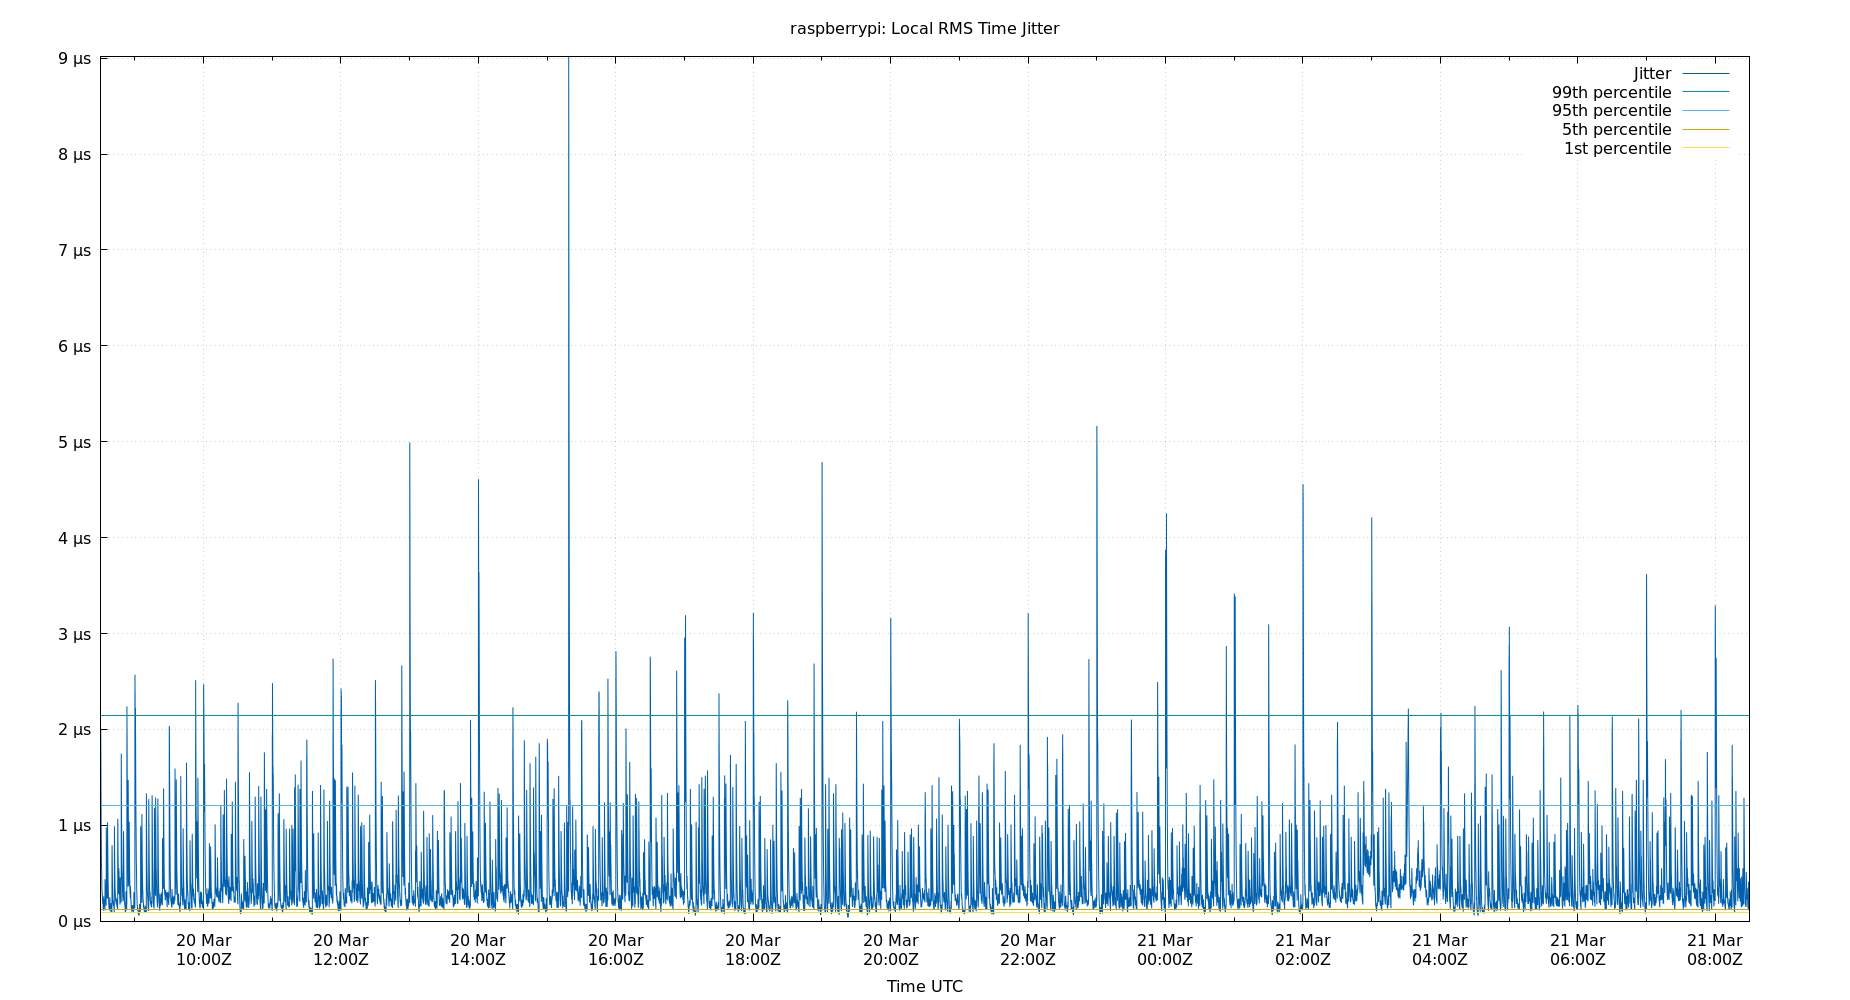 raspberrypi: Local RMS Time Jitter
Jitter
99th percentile
95th percentile
5th percentile
1st percentile
9 µs
8 µs
7 µs
6 µs
5 µs
4 µs
3 µs
2 µs
1 µs
0 µs
20 Mar 20 Mar 20 Mar 20 Mar 20 Mar 20 Mar 20 Mar 21 Mar 21 Mar 21 Mar 21 Mar 21 Mar
10:00Z 12:00Z 14:00Z 16:00Z 18:00Z 20:00Z 22:00Z 00:00Z 02:00Z 04:00Z 06:00Z 08:00Z
Time UTC